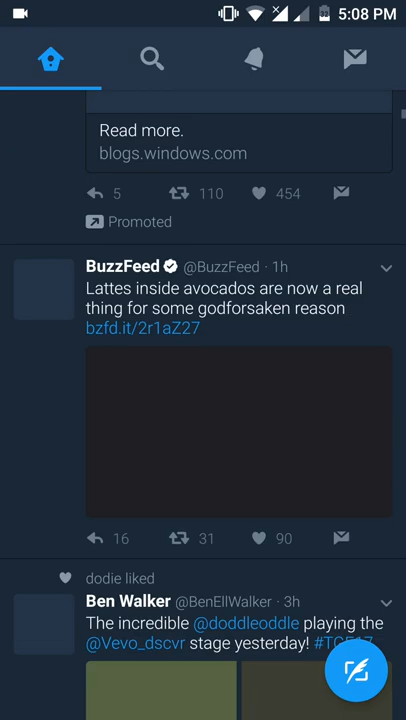 5:08 PM
Read more.
blogs.windows.com
5 110 454
Promoted
BuzzFeed @BuzzFeed · 1h
Lattes inside avocados are now a real
thing for some godforsaken reason
bzfd.it/2r1aZ27
16 31 90
dodie liked
Ben Walker @BenEllWalker · 3h
The incredible @doddleoddle playing the
@Vevo_dscvr stage yesterday!